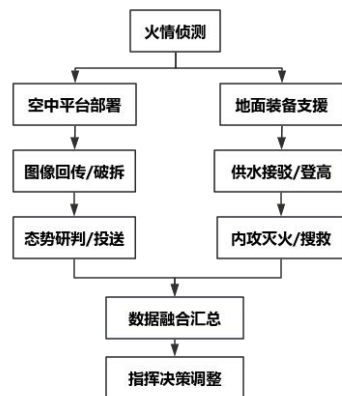 火情侦测
空中平台部署
地面装备支援
图像回传/破拆
供水接驳/登高
态势研判/投送
内攻灭火/搜救
数据融合汇总
指挥决策调整